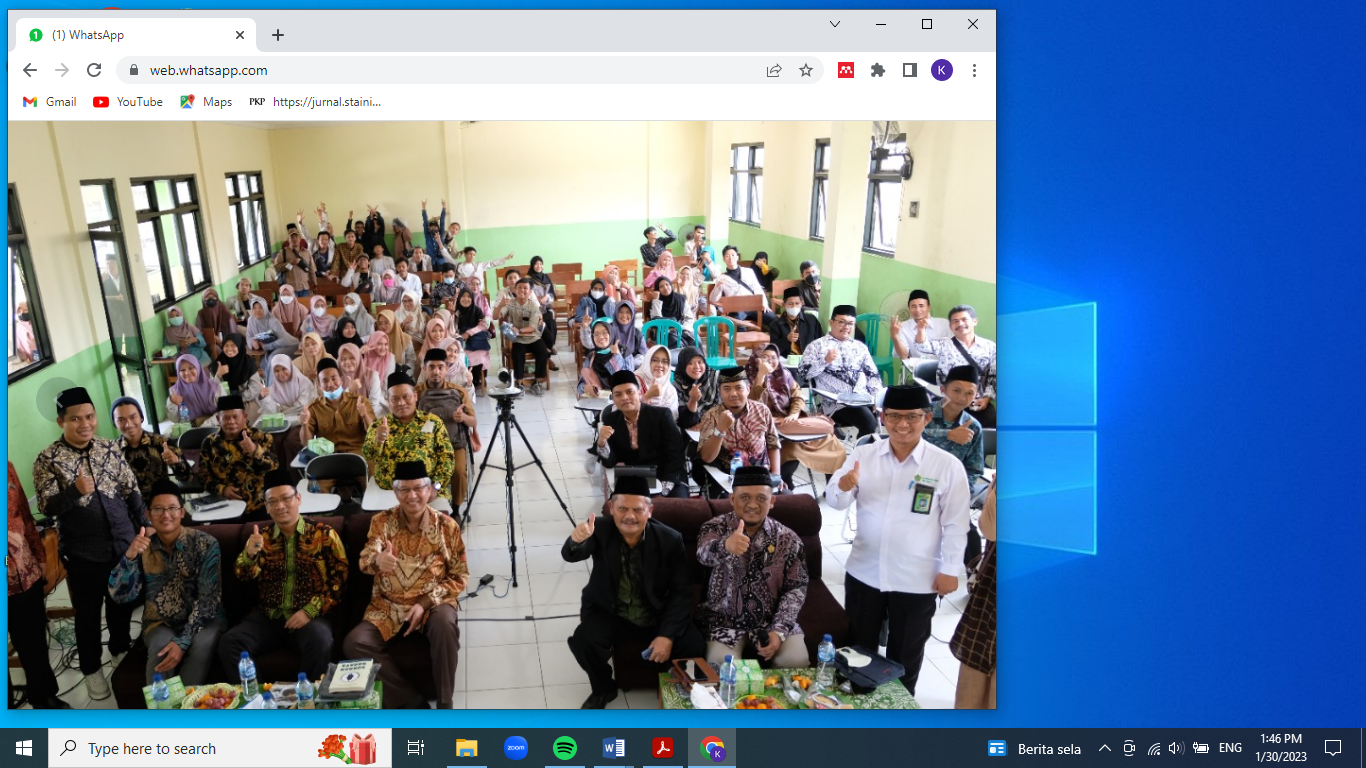 1
(1) WhatsApp
web.whatsapp.com
K
Gmail
YouTube
Maps
PKP
https://jurnal.staini...
Type here to search
zoom
W
K
Berita sela
ENG
1:46 PM
1/30/2023